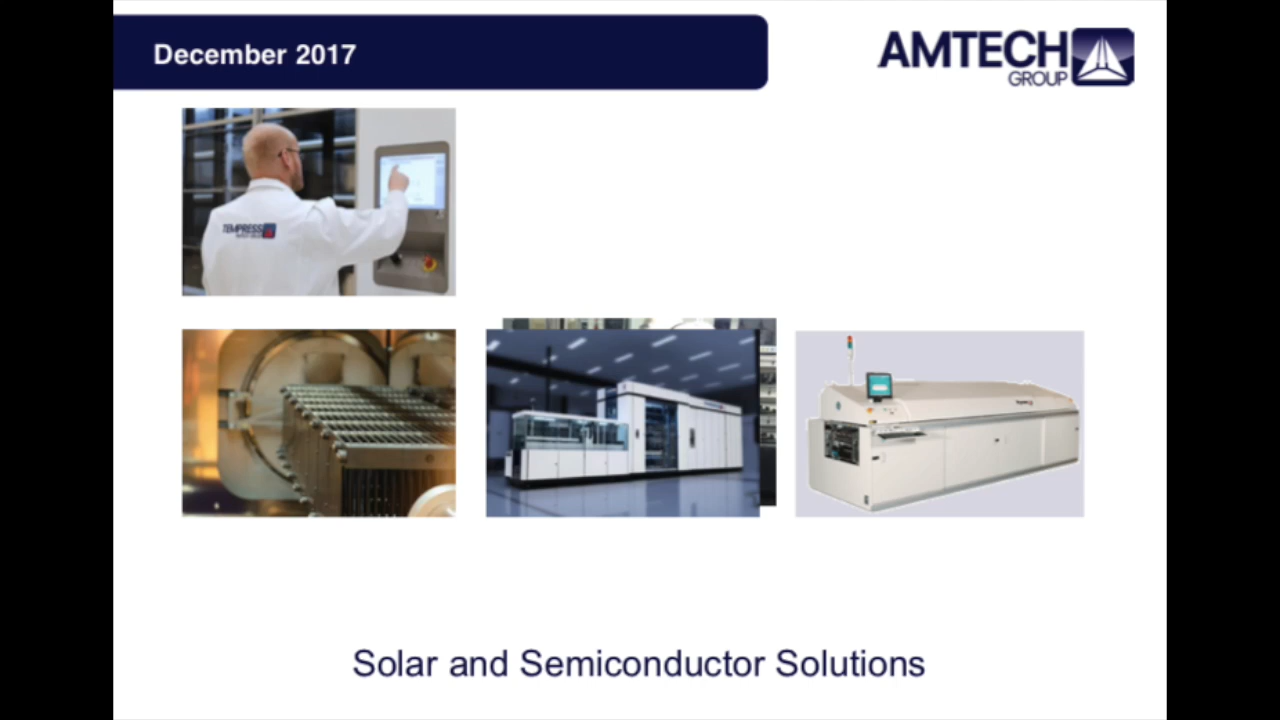 December 2017
AMTECH
GROUP
TEMPRESS
Solar and Semiconductor Solutions